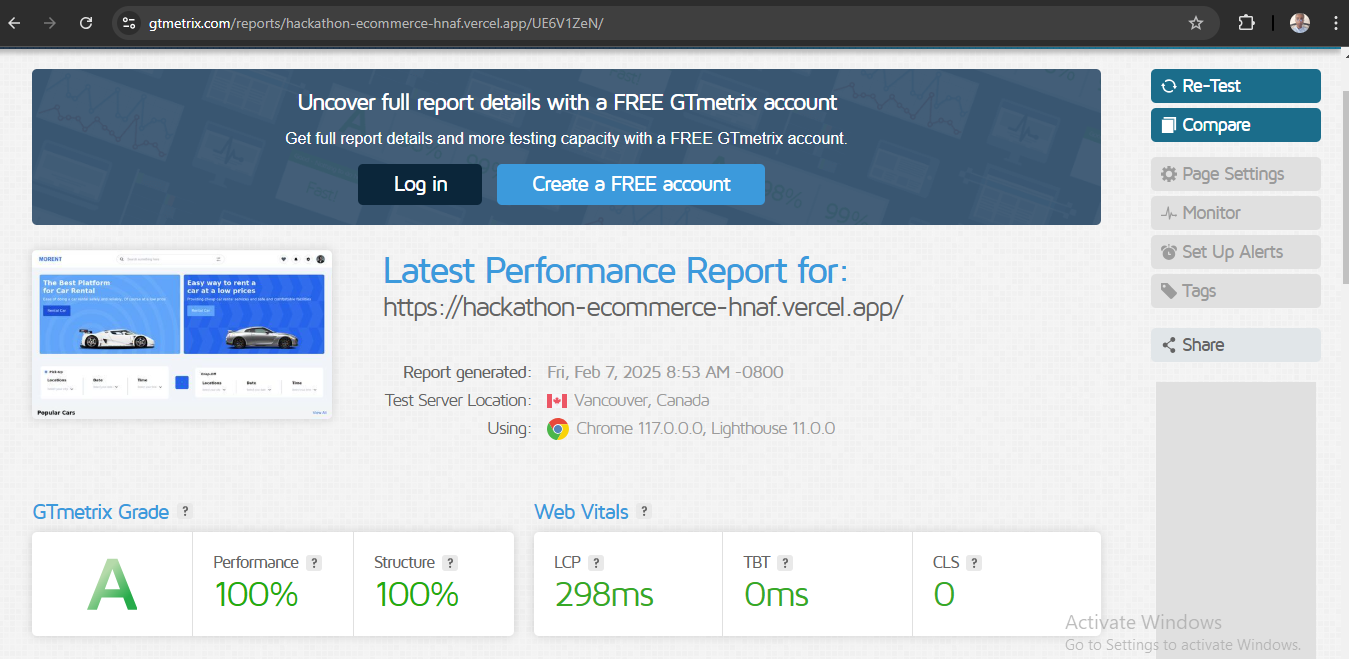 gtmetrix.com/reports/hackathon-ecommerce-hnaf.vercel.app/UE6V1ZeN/
Uncover full report details with a FREE GTmetrix account
Get full report details and more testing capacity with a FREE GTmetrix account.
Log in
Create a FREE account
Re-Test
Compare
Page Settings
Monitor
Set Up Alerts
Tags
Share
MORENT
The Best Platform
for Car Rental
Rental Car
Easy way to rent a
car at a low prices
Rental Car
Pick-Up
Locations
Date
Time
Drop-Off
Locations
Date
Time
Popular Cars
View All
Latest Performance Report for:
https://hackathon-ecommerce-hnaf.vercel.app/
Report generated: Fri, Feb 7, 2025 8:53 AM -0800
Test Server Location: Vancouver, Canada
Using: Chrome 117.0.0.0, Lighthouse 11.0.0
GTmetrix Grade ?
A
Performance ?
100%
Structure ?
100%
Web Vitals ?
LCP ?
298ms
TBT ?
0ms
CLS ?
0
Activate Windows
Go to Settings to activate Windows.